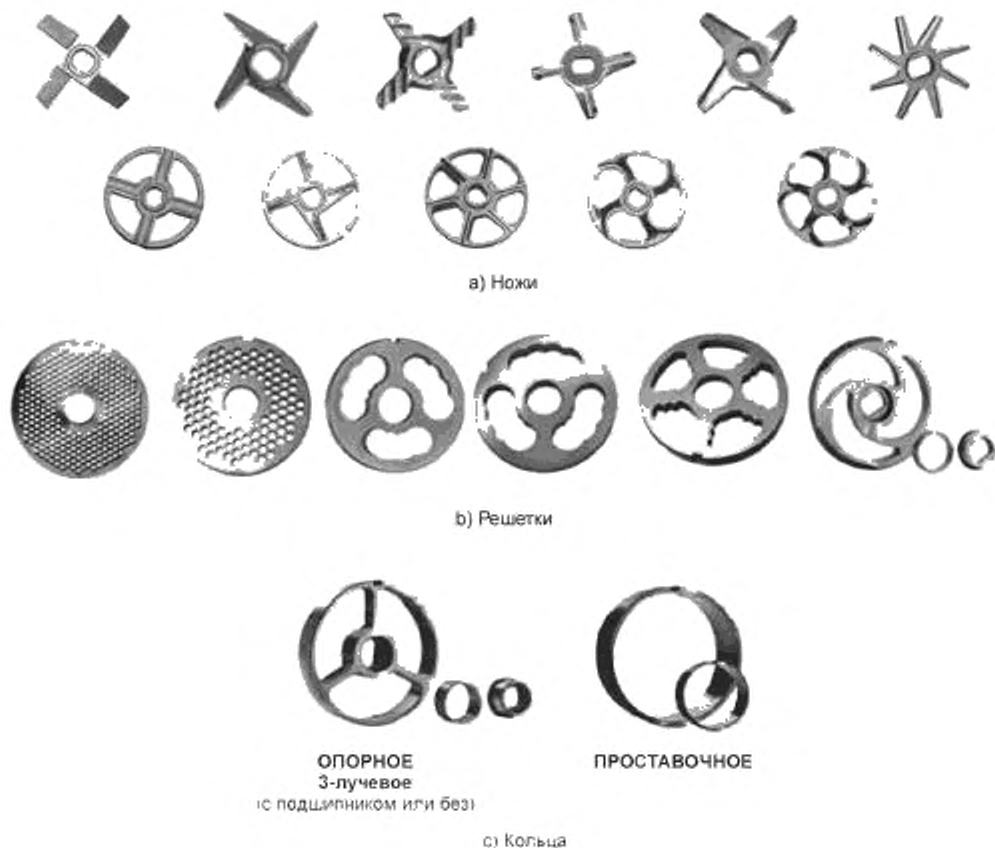 а) Ножи
b) Решетки
ОПОРНОЕ
3-лучевое
(с подшипником или без)
ПРОСТАВОЧНОЕ
c) Кольца